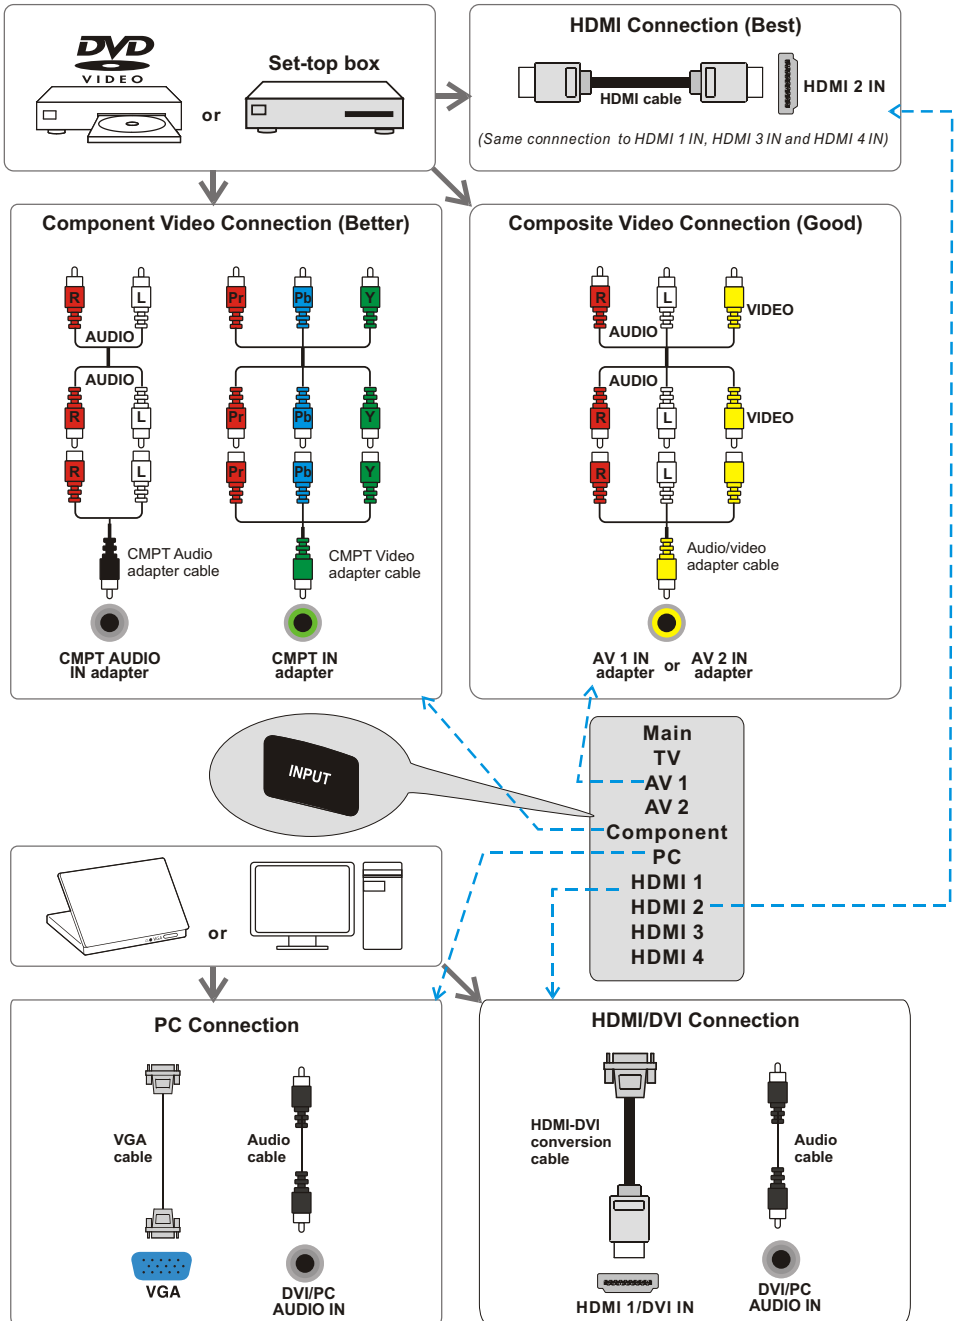 DVD
VIDEO
or
Set-top box
HDMI Connection (Best)
HDMI cable
HDMI 2 IN
(Same connnection to HDMI 1 IN, HDMI 3 IN and HDMI 4 IN)
Component Video Connection (Better)
R L Pr Pb Y
AUDIO
AUDIO
R L Pr Pb Y
R L Pr Pb Y
CMPT Audio
adapter cable
CMPT Video
adapter cable
CMPT AUDIO
IN adapter
CMPT IN
adapter
Composite Video Connection (Good)
R L VIDEO
AUDIO
AUDIO
R L VIDEO
R L
Audio/video
adapter cable
AV 1 IN
adapter
or
AV 2 IN
adapter
INPUT
Main
TV
AV 1
AV 2
Component
PC
HDMI 1
HDMI 2
HDMI 3
HDMI 4
or
PC Connection
VGA
cable
Audio
cable
VGA
DVI/PC
AUDIO IN
HDMI/DVI Connection
HDMI-DVI
conversion
cable
Audio
cable
HDMI 1/DVI IN
DVI/PC
AUDIO IN